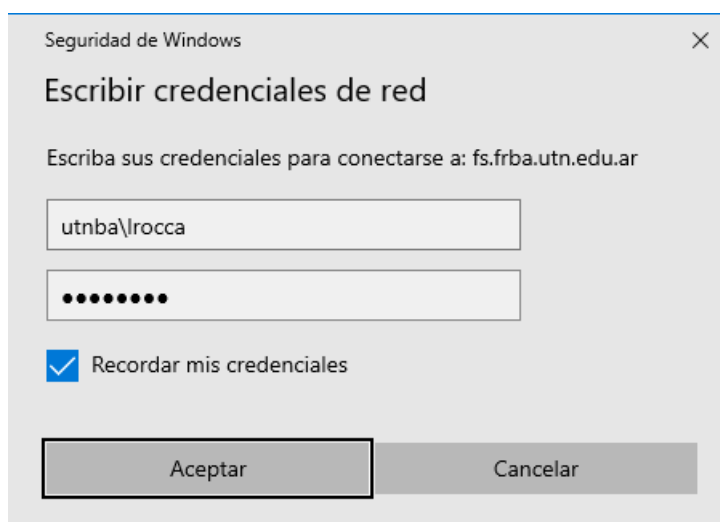 Seguridad de Windows
Escribir credenciales de red
Escriba sus credenciales para conectarse a: fs.frba.utn.edu.ar
utnba\lrocca
●●●●●●●●
Recordar mis credenciales
Aceptar
Cancelar